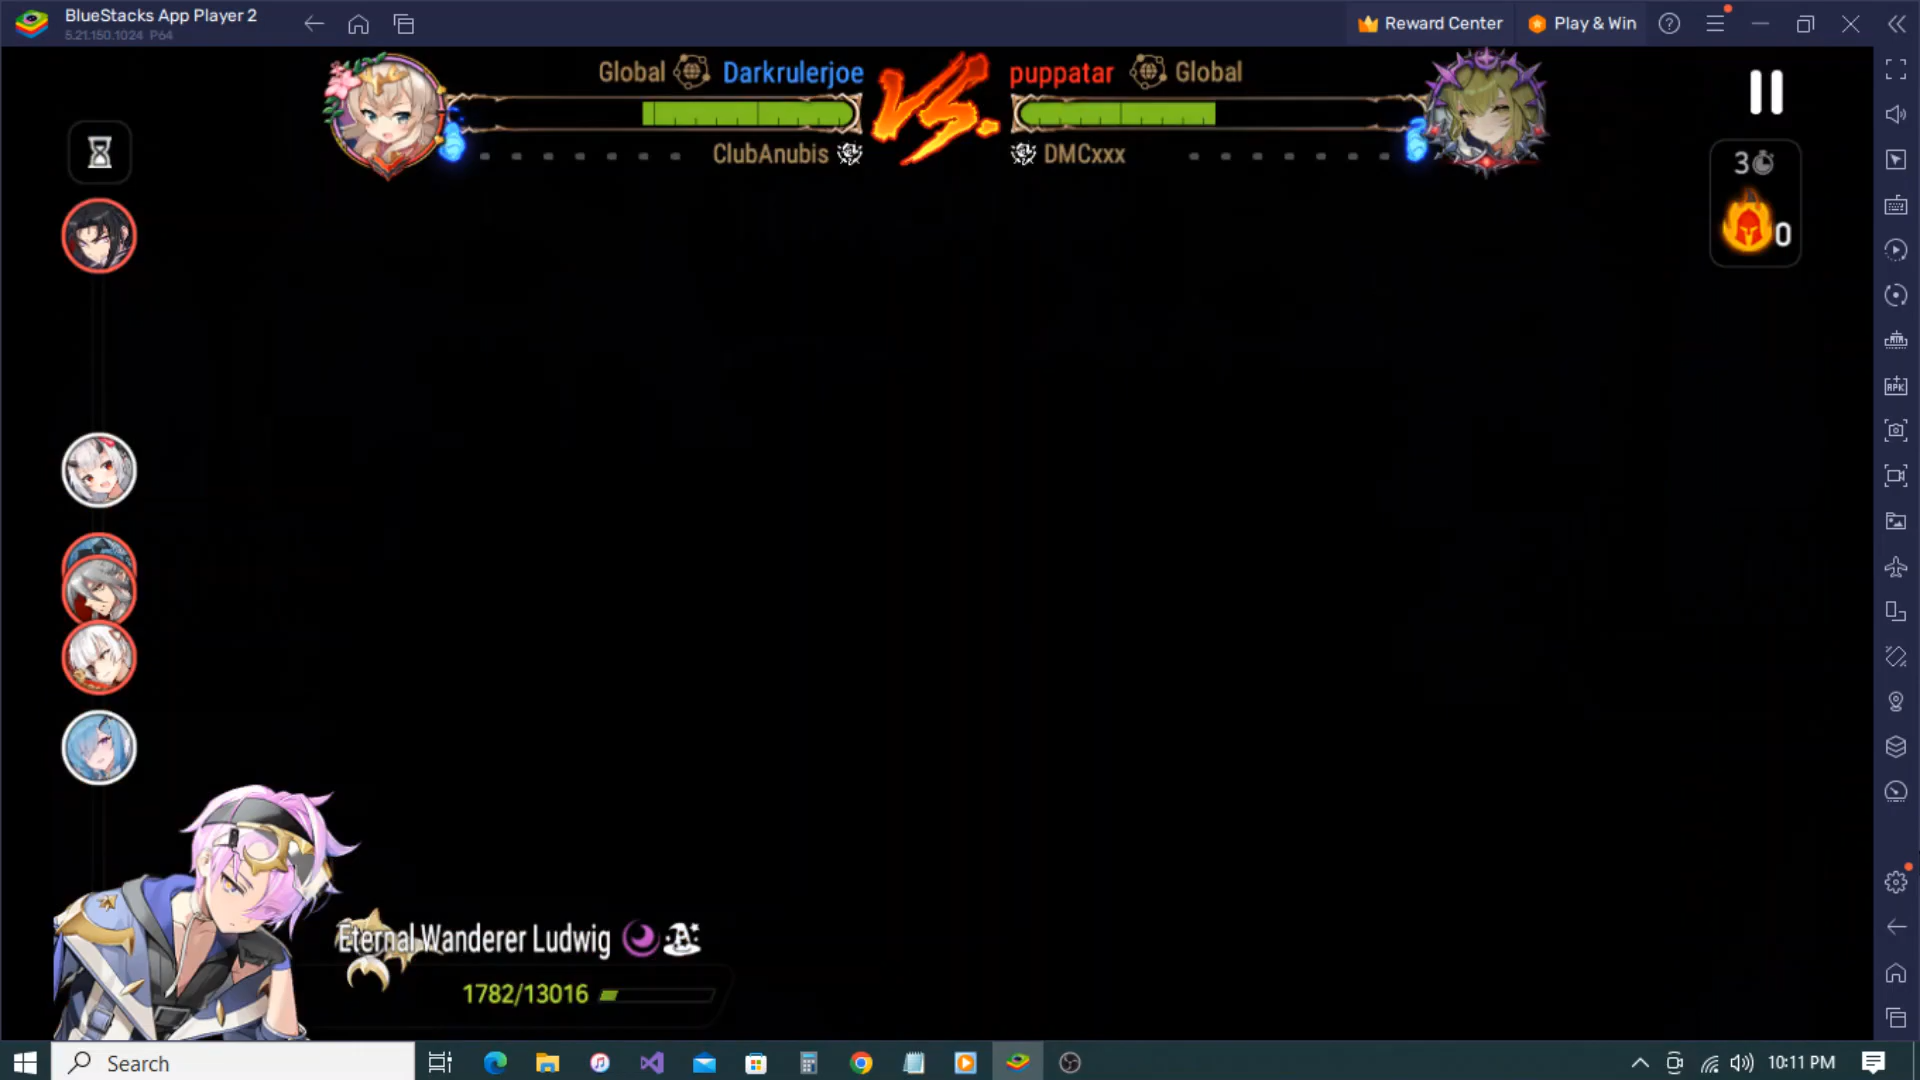 BlueStacks App Player 2
5.21.150.1024 P64
Reward Center
Play & Win
Global Darkrulerjoe VS. puppatar Global
ClubAnubis DMCxxx
3
0
Eternal Wanderer Ludwig
1782/13016
Search
10:11 PM